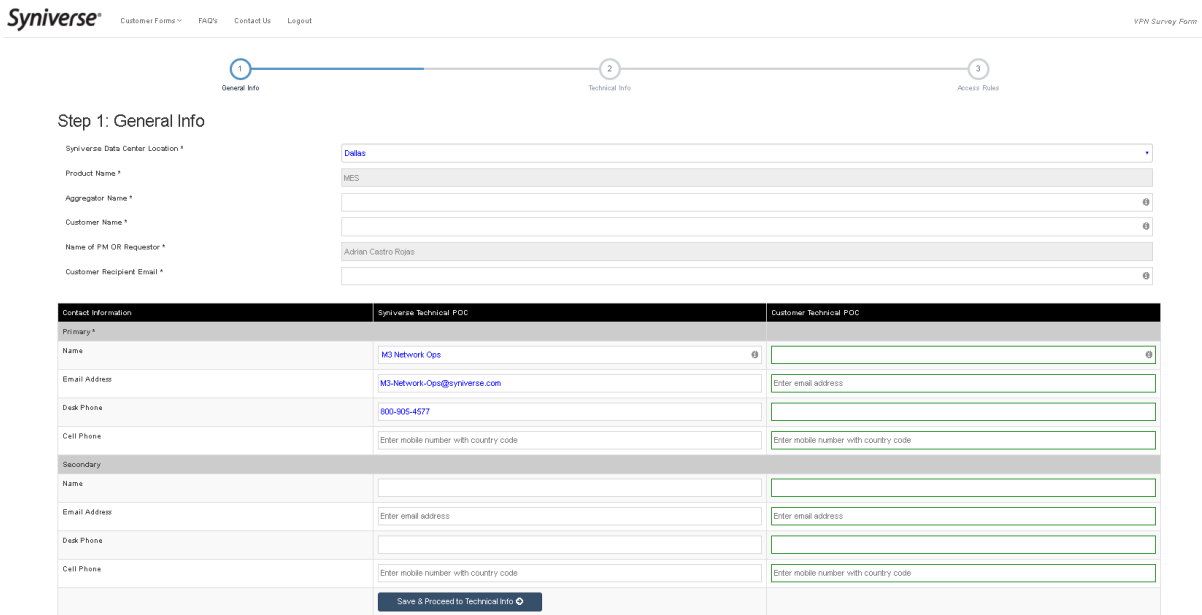 Syniverse® Customer Forms FAQ's Contact Us Logout VPN Survey Form
1 2 3
General Info Technical Info Access Rules
Step 1: General Info
Syniverse Data Center Location * Dallas
Product Name * MES
Aggregator Name *
Customer Name *
Name of PM OR Requestor * Adrian Castro Rojas
Customer Recipient Email *
Contact Information Syniverse Technical POC Customer Technical POC
Primary *
Name M3 Network Ops
Email Address M3-Network-Ops@syniverse.com Enter email address
Desk Phone 800-905-4577
Cell Phone Enter mobile number with country code Enter mobile number with country code
Secondary
Name
Email Address Enter email address Enter email address
Desk Phone
Cell Phone Enter mobile number with country code Enter mobile number with country code
Save & Proceed to Technical Info